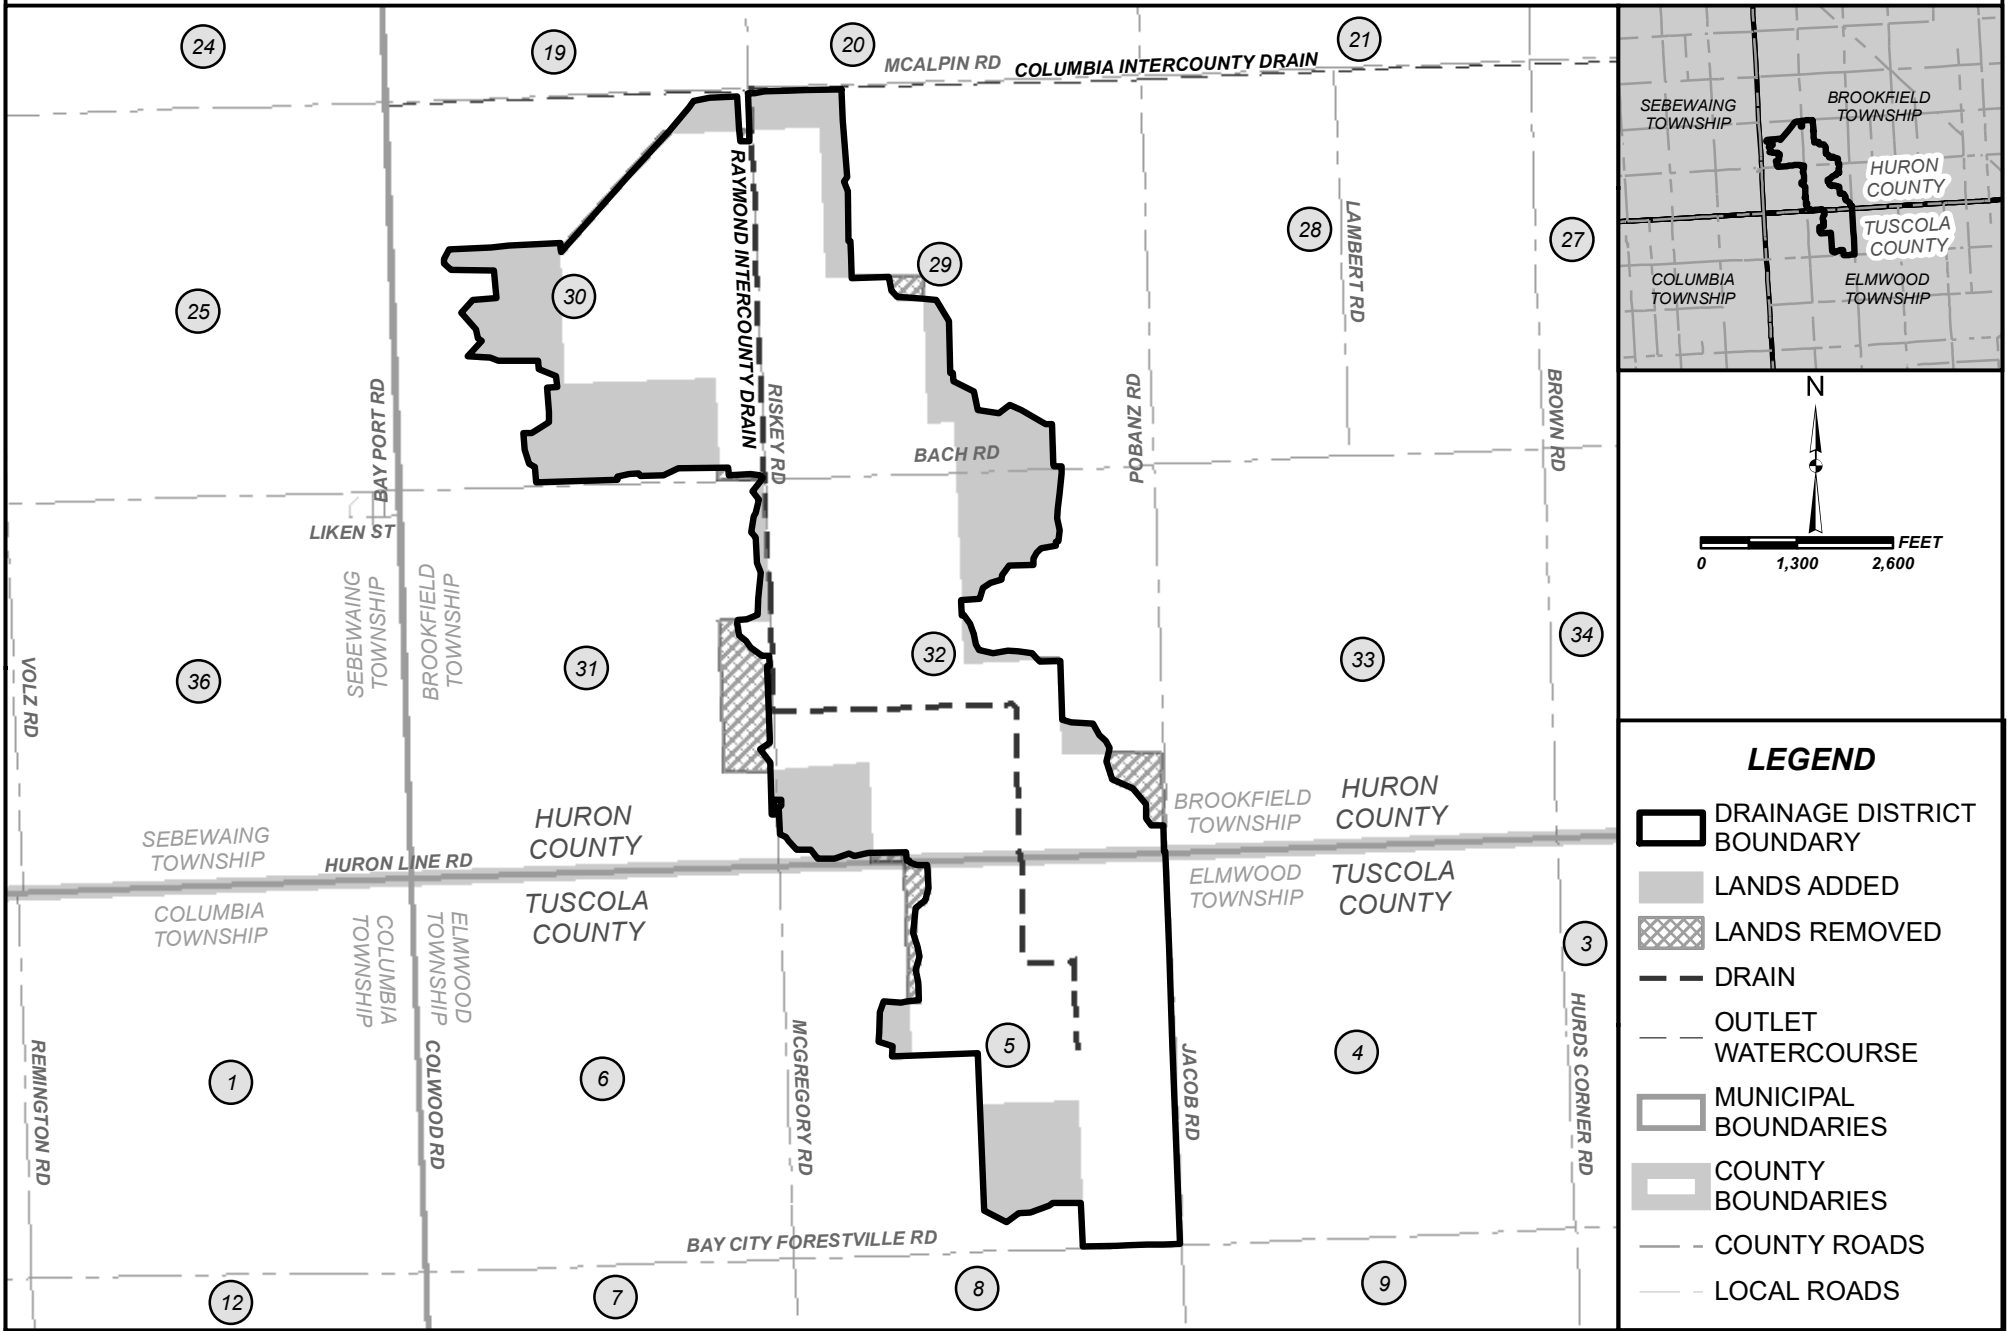 24
19
20
21
MCALPIN RD
COLUMBIA INTERCOUNTY DRAIN
RAYMOND INTERCOUNTY DRAIN
RISKEY RD
25
30
29
28
27
LAMBERT RD
BAY PORT RD
POBANZ RD
BROWN RD
BACH RD
LIKEN ST
SEBEWAING
TOWNSHIP
BROOKFIELD
TOWNSHIP
VOLZ RD
36
31
32
33
34
HURON
COUNTY
BROOKFIELD
TOWNSHIP
HURON
COUNTY
SEBEWAING
TOWNSHIP
HURON LINE RD
COLUMBIA
TOWNSHIP
TUSCOLA
COUNTY
ELMWOOD
TOWNSHIP
TUSCOLA
COUNTY
COLUMBIA
TOWNSHIP
ELMWOOD
TOWNSHIP
3
REMINGTON RD
COLWOOD RD
MCGREGORY RD
JACOB RD
HURDS CORNER RD
1
6
5
4
BAY CITY FORESTVILLE RD
12
7
8
9
SEBEWAING
TOWNSHIP
BROOKFIELD
TOWNSHIP
HURON
COUNTY
TUSCOLA
COUNTY
COLUMBIA
TOWNSHIP
ELMWOOD
TOWNSHIP
N
FEET
0 1,300 2,600
LEGEND
DRAINAGE DISTRICT
BOUNDARY
LANDS ADDED
LANDS REMOVED
DRAIN
OUTLET
WATERCOURSE
MUNICIPAL
BOUNDARIES
COUNTY
BOUNDARIES
COUNTY ROADS
LOCAL ROADS